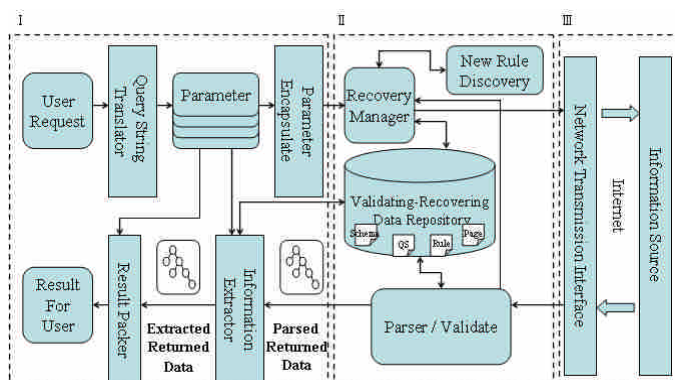 I
II
III
User
Request
Query String
Translator
Parameter
Parameter
Encapsulate
Recovery
Manager
New Rule
Discovery
Network Transmission Interface
Internet
Information Source
Validating-Recovering
Data Repository
Schema
QS
Rule
Page
Result
For
User
Result Packer
Extracted
Returned
Data
Information
Extractor
Parsed
Returned
Data
Parser / Validate